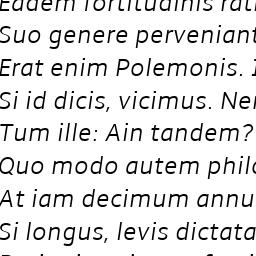 Eadem fortitudinis rati
Suo genere perveniant
Erat enim Polemonis.
Si id dicis, vicimus. Ne
Tum ille: Ain tandem?
Quo modo autem philo
At iam decimum annu
Si longus, levis dictata